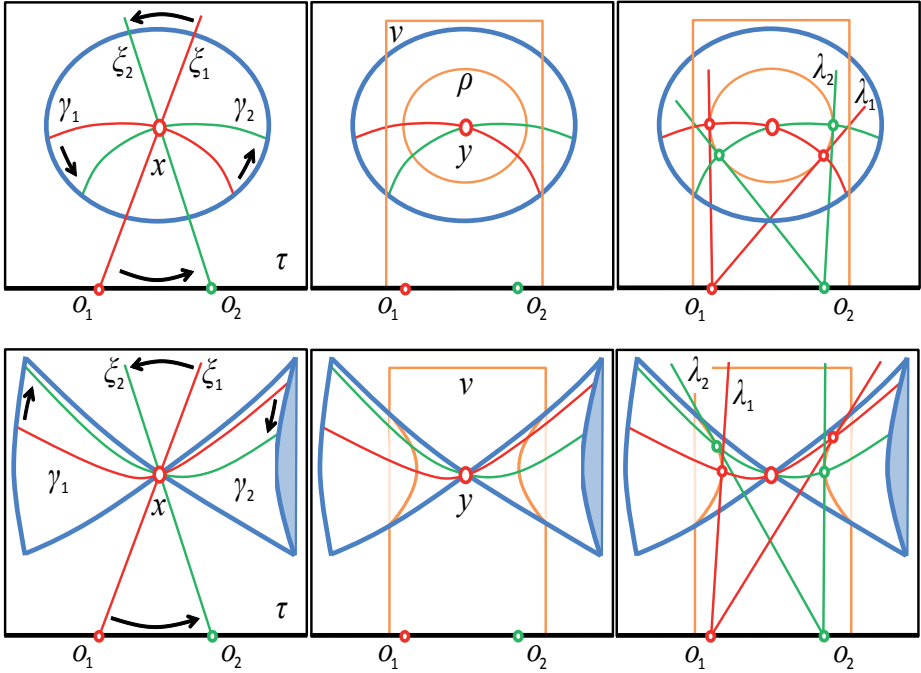 ξ₂ ξ₁
γ₁ γ₂
x
τ
o₁ o₂
ν
ρ
y
o₁ o₂
λ₂
λ₁
o₁ o₂
ξ₂ ξ₁
γ₁ γ₂
x
τ
o₁ o₂
ν
y
o₁ o₂
λ₂
λ₁
o₁ o₂